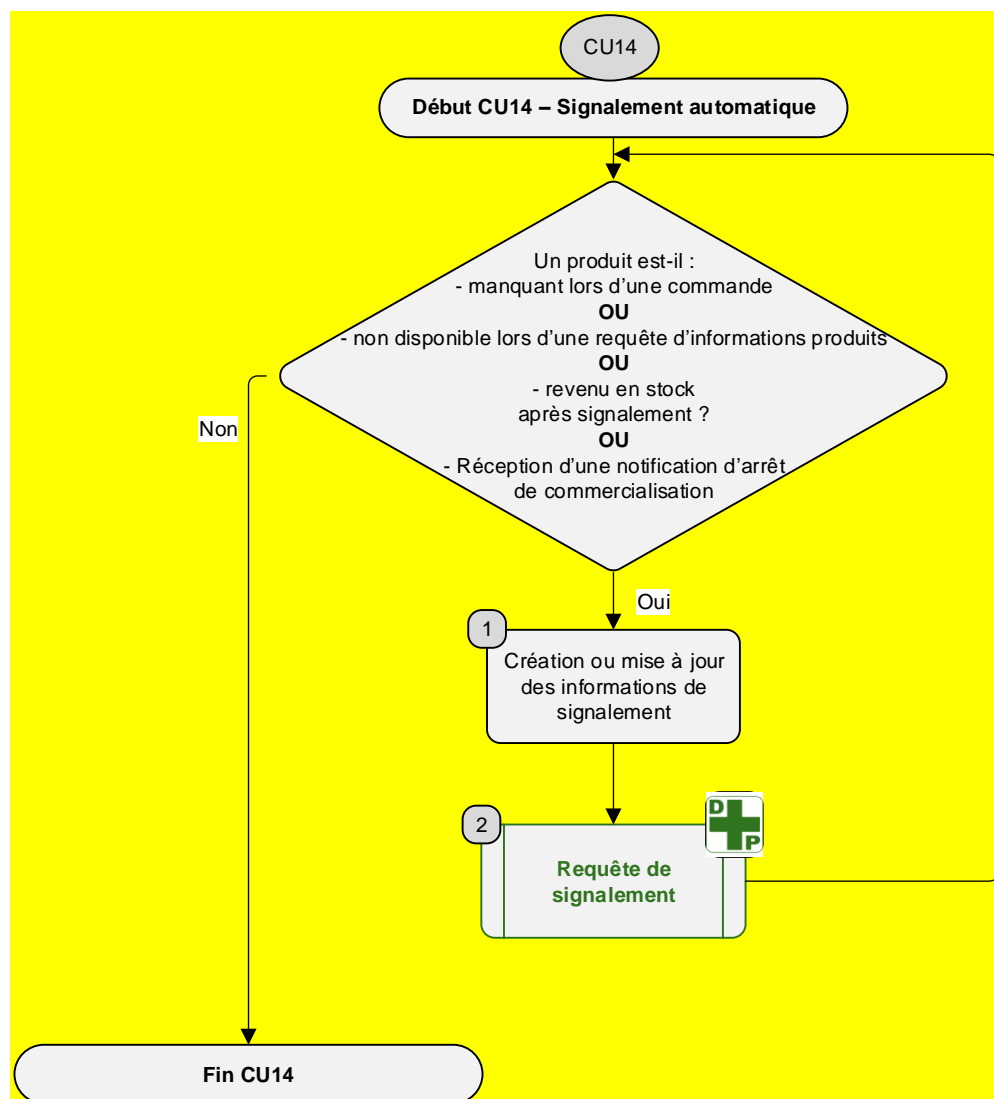 CU14
Début CU14 – Signalement automatique
Un produit est-il :
- manquant lors d’une commande
OU
- non disponible lors d’une requête d’informations produits
OU
- revenu en stock
après signalement ?
OU
- Réception d’une notification d’arrêt
de commercialisation
Non
Oui
1
Création ou mise à jour
des informations de
signalement
D
P
2
Requête de
signalement
Fin CU14